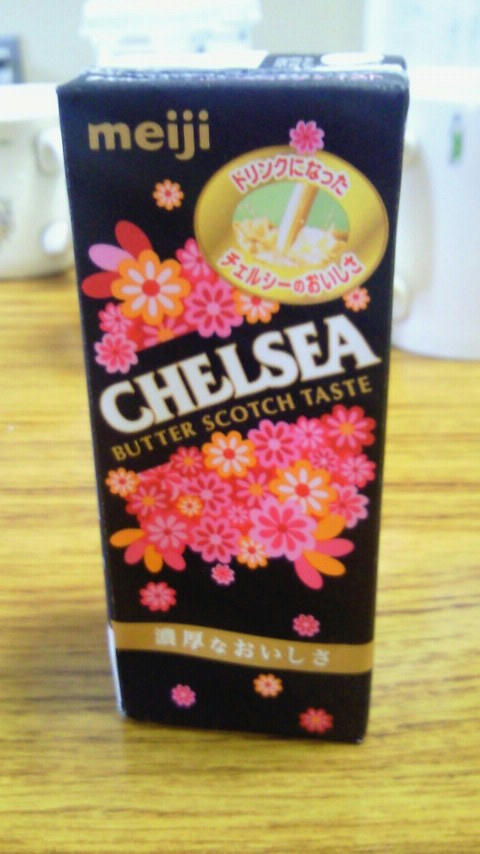 meiji
ドリンクになった
チェルシーのおいしさ
CHELSEA
BUTTER SCOTCH TASTE
濃厚なおいしさ